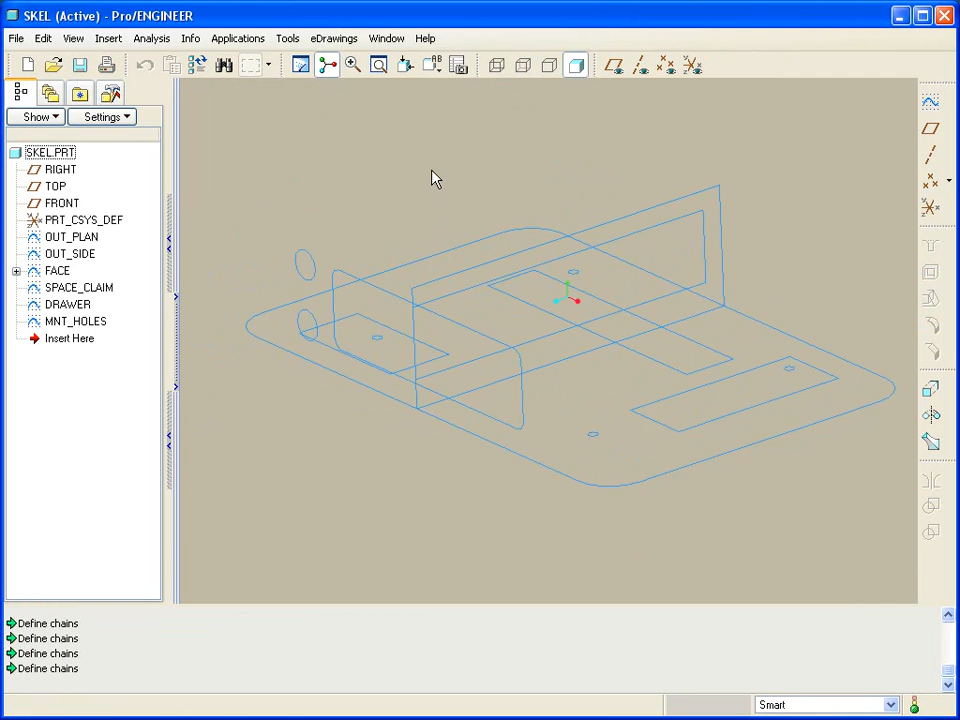 SKEL (Active) - Pro/ENGINEER
File Edit View Insert Analysis Info Applications Tools eDrawings Window Help
Show Settings
SKEL.PRT
RIGHT
TOP
FRONT
PRT_CSYS_DEF
OUT_PLAN
OUT_SIDE
FACE
SPACE_CLAIM
DRAWER
MNT_HOLES
Insert Here
Define chains
Define chains
Define chains
Define chains
Smart